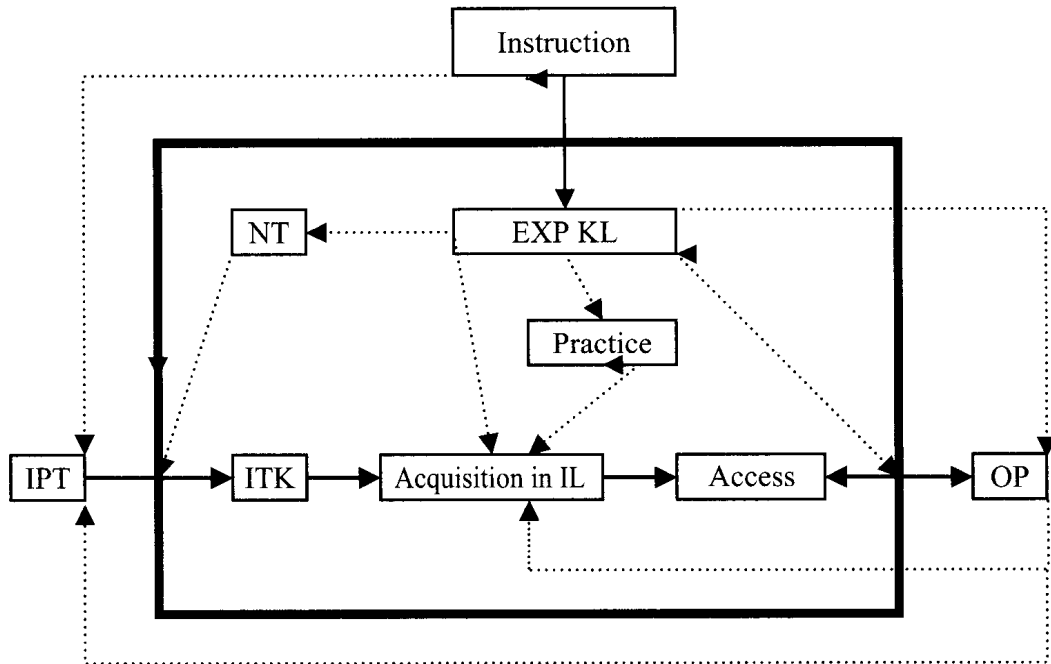 Instruction
NT
EXP KL
Practice
IPT
ITK
Acquisition in IL
Access
OP